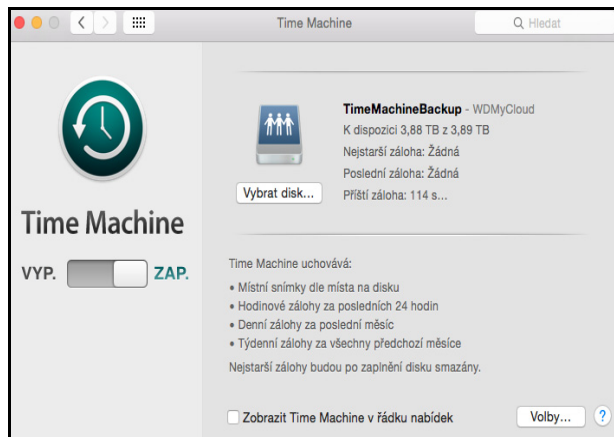 Time Machine
Hledat
TimeMachineBackup - WDMyCloud
K dispozici 3,88 TB z 3,89 TB
Nejstarší záloha: Žádná
Poslední záloha: Žádná
Příští záloha: 114 s...
Vybrat disk...
Time Machine
VYP. ZAP.
Time Machine uchovává:
• Místní snímky dle místa na disku
• Hodinové zálohy za posledních 24 hodin
• Denní zálohy za poslední měsíc
• Týdenní zálohy za všechny předchozí měsíce
Nejstarší zálohy budou po zaplnění disku smazány.
Zobrazit Time Machine v řádku nabídek
Volby... ?